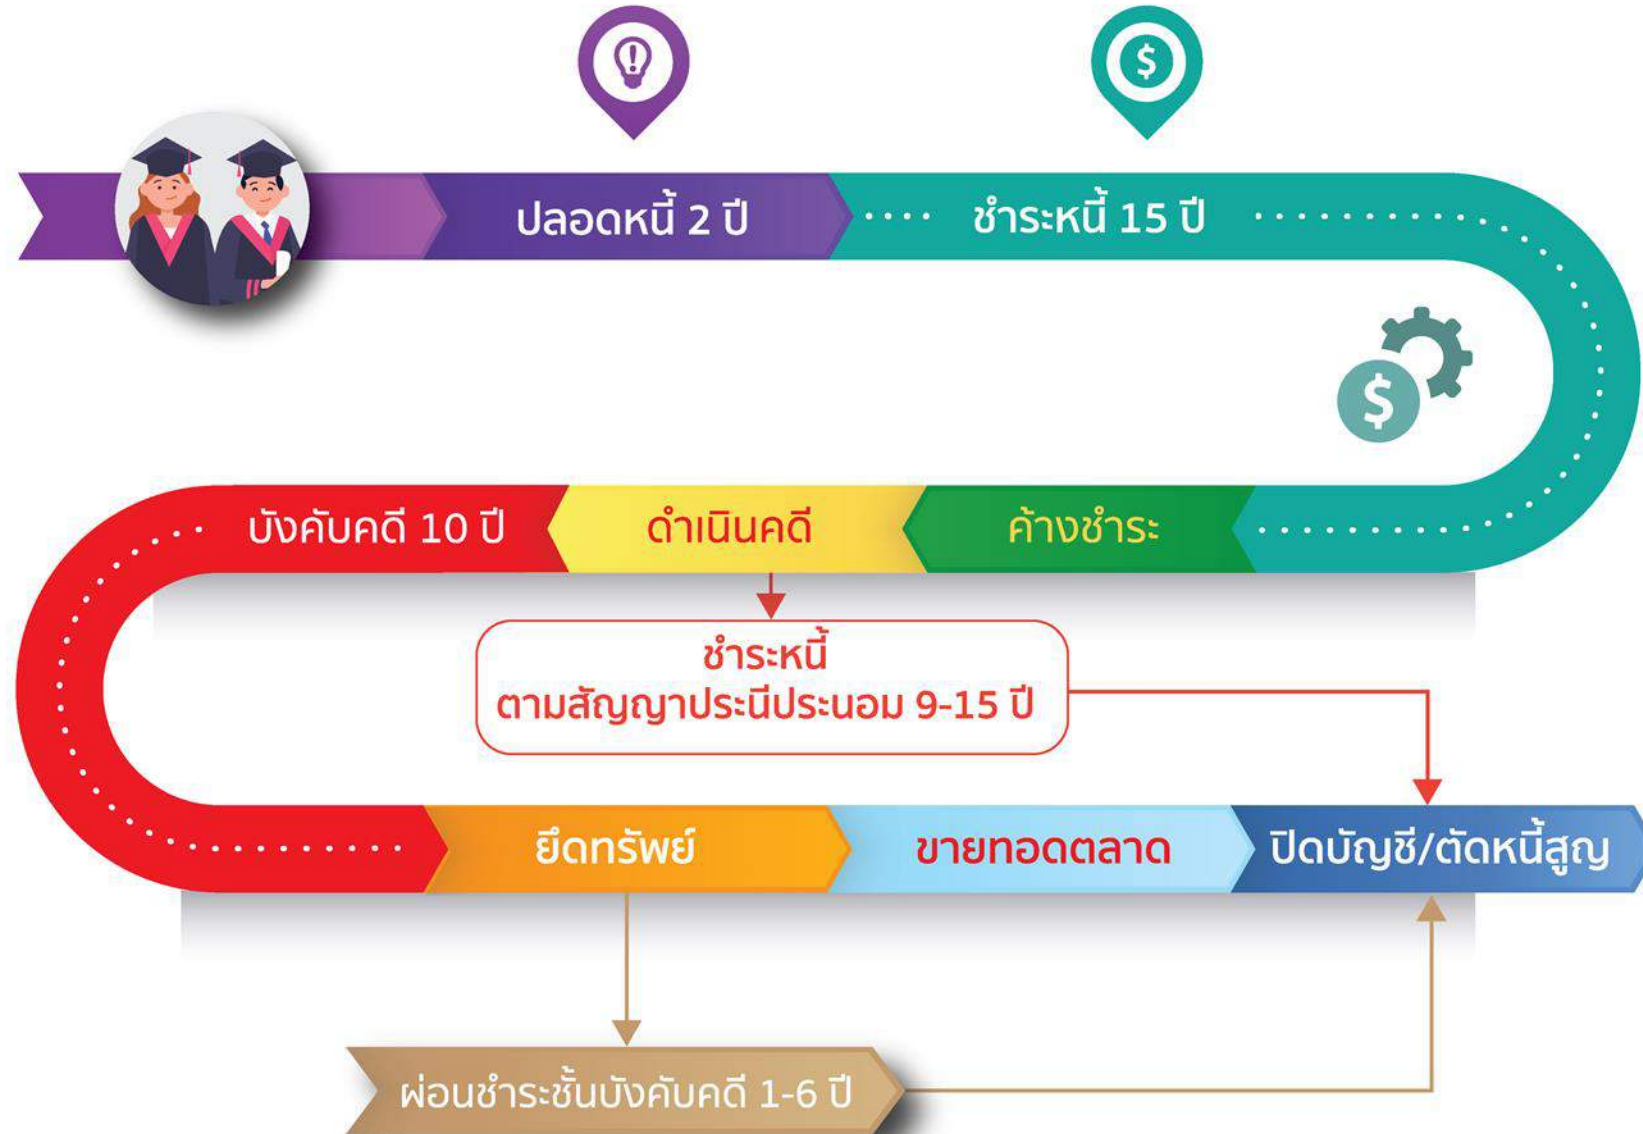 ปลอดหนี้ 2 ปี
ชำระหนี้ 15 ปี
$
$
บังคับคดี 10 ปี
ดำเนินคดี
ค้างชำระ
ชำระหนี้
ตามสัญญาประนีประนอม 9-15 ปี
ยึดทรัพย์
ขายทอดตลาด
ปิดบัญชี/ตัดหนี้สูญ
ผ่อนชำระชั้นบังคับคดี 1-6 ปี